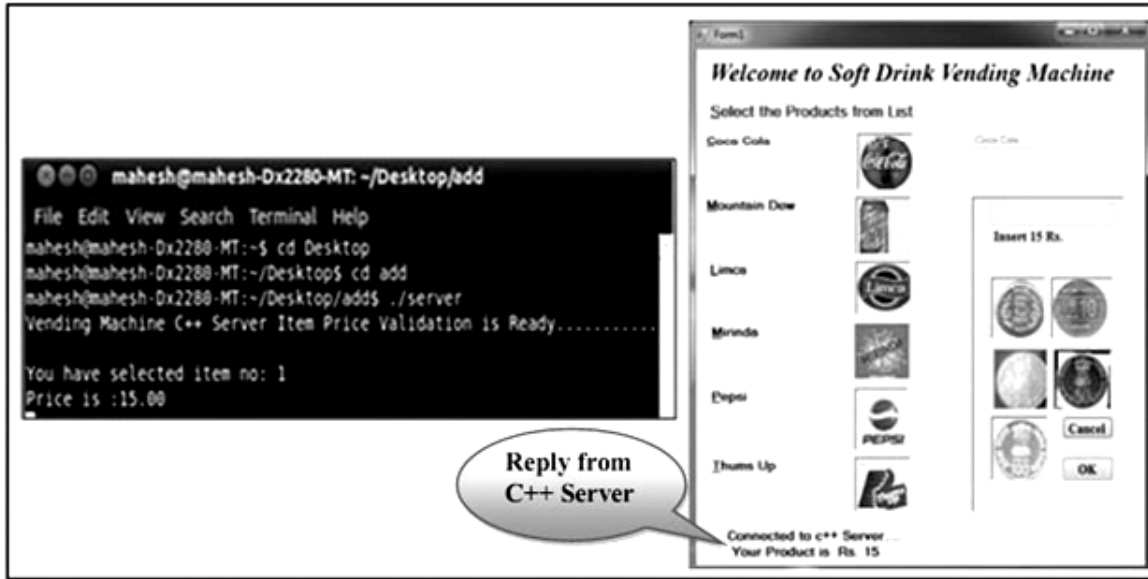 mahesh@mahesh-Dx2280-MT: ~/Desktop/add
File Edit View Search Terminal Help
mahesh@mahesh-Dx2280-MT:~$ cd Desktop
mahesh@mahesh-Dx2280-MT:~/Desktop$ cd add
mahesh@mahesh-Dx2280-MT:~/Desktop/add$ ./server
Vending Machine C++ Server Item Price Validation is Ready...........
You have selected item no: 1
Price is :15.00
Reply from
C++ Server
Form1
Welcome to Soft Drink Vending Machine
Select the Products from List
Coca Cola
Coca Cola
Coca Cola
Mountain Dew
Limca
Limca
Mirinda
Pepsi
PEPSI
Thums Up
Insert 15 Rs.
10
Cancel
OK
Connected to c++ Server....
Your Product is Rs. 15